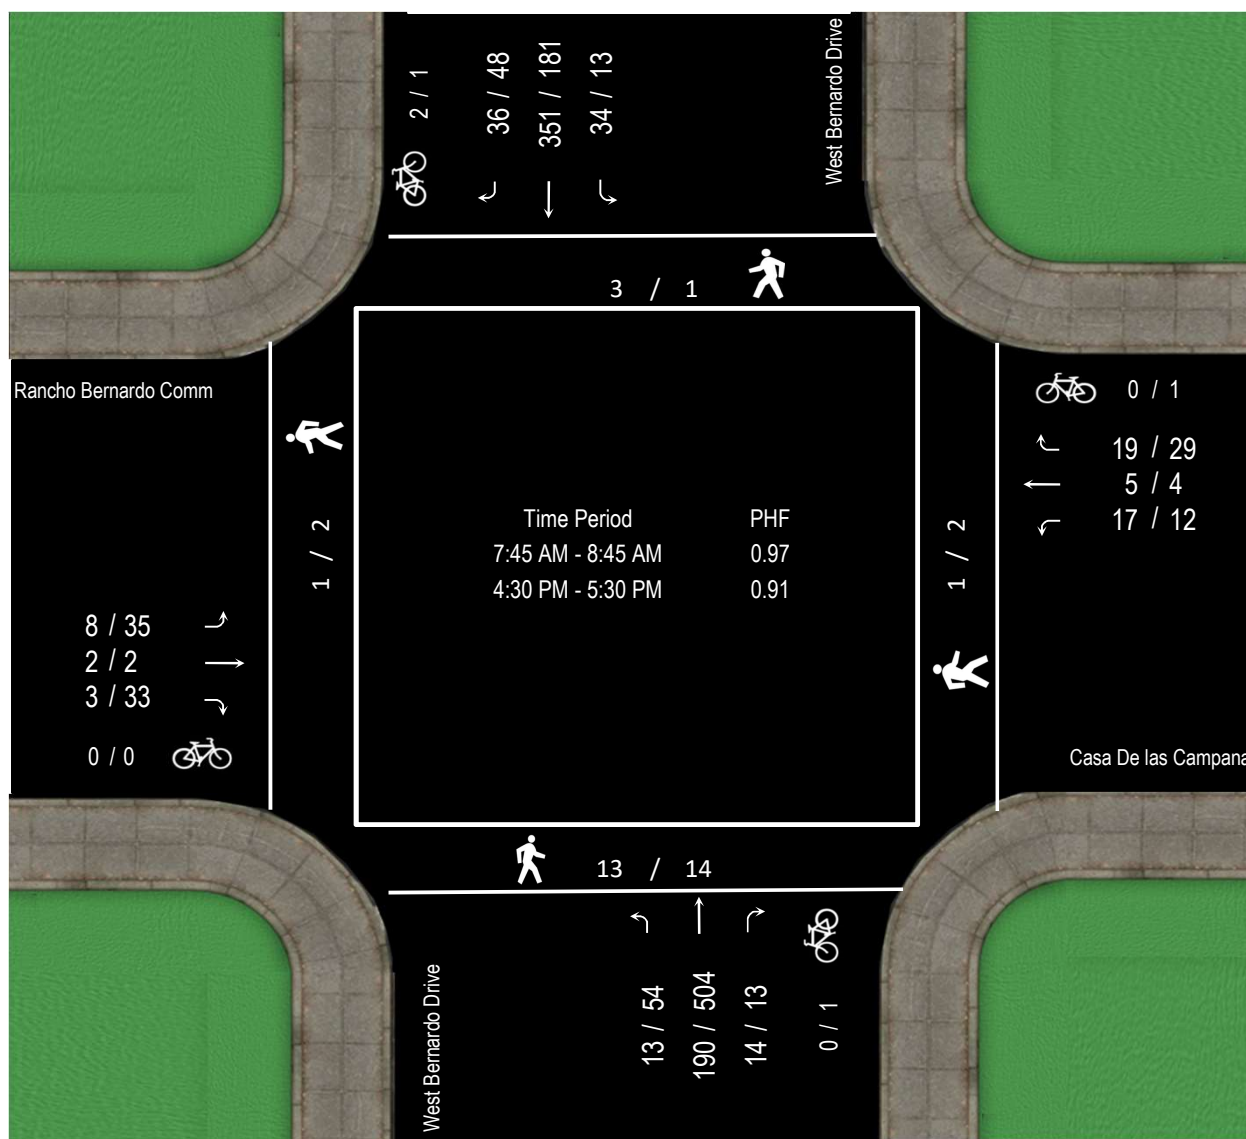 West Bernardo Drive
2 / 1
36 / 48
351 / 181
34 / 13
3 / 1
Rancho Bernardo Comm
0 / 1
19 / 29
5 / 4
17 / 12
Time Period PHF
7:45 AM - 8:45 AM 0.97
4:30 PM - 5:30 PM 0.91
1 / 2
1 / 2
8 / 35
2 / 2
3 / 33
0 / 0
Casa De las Campana
13 / 14
13 / 54
190 / 504
14 / 13
0 / 1
West Bernardo Drive